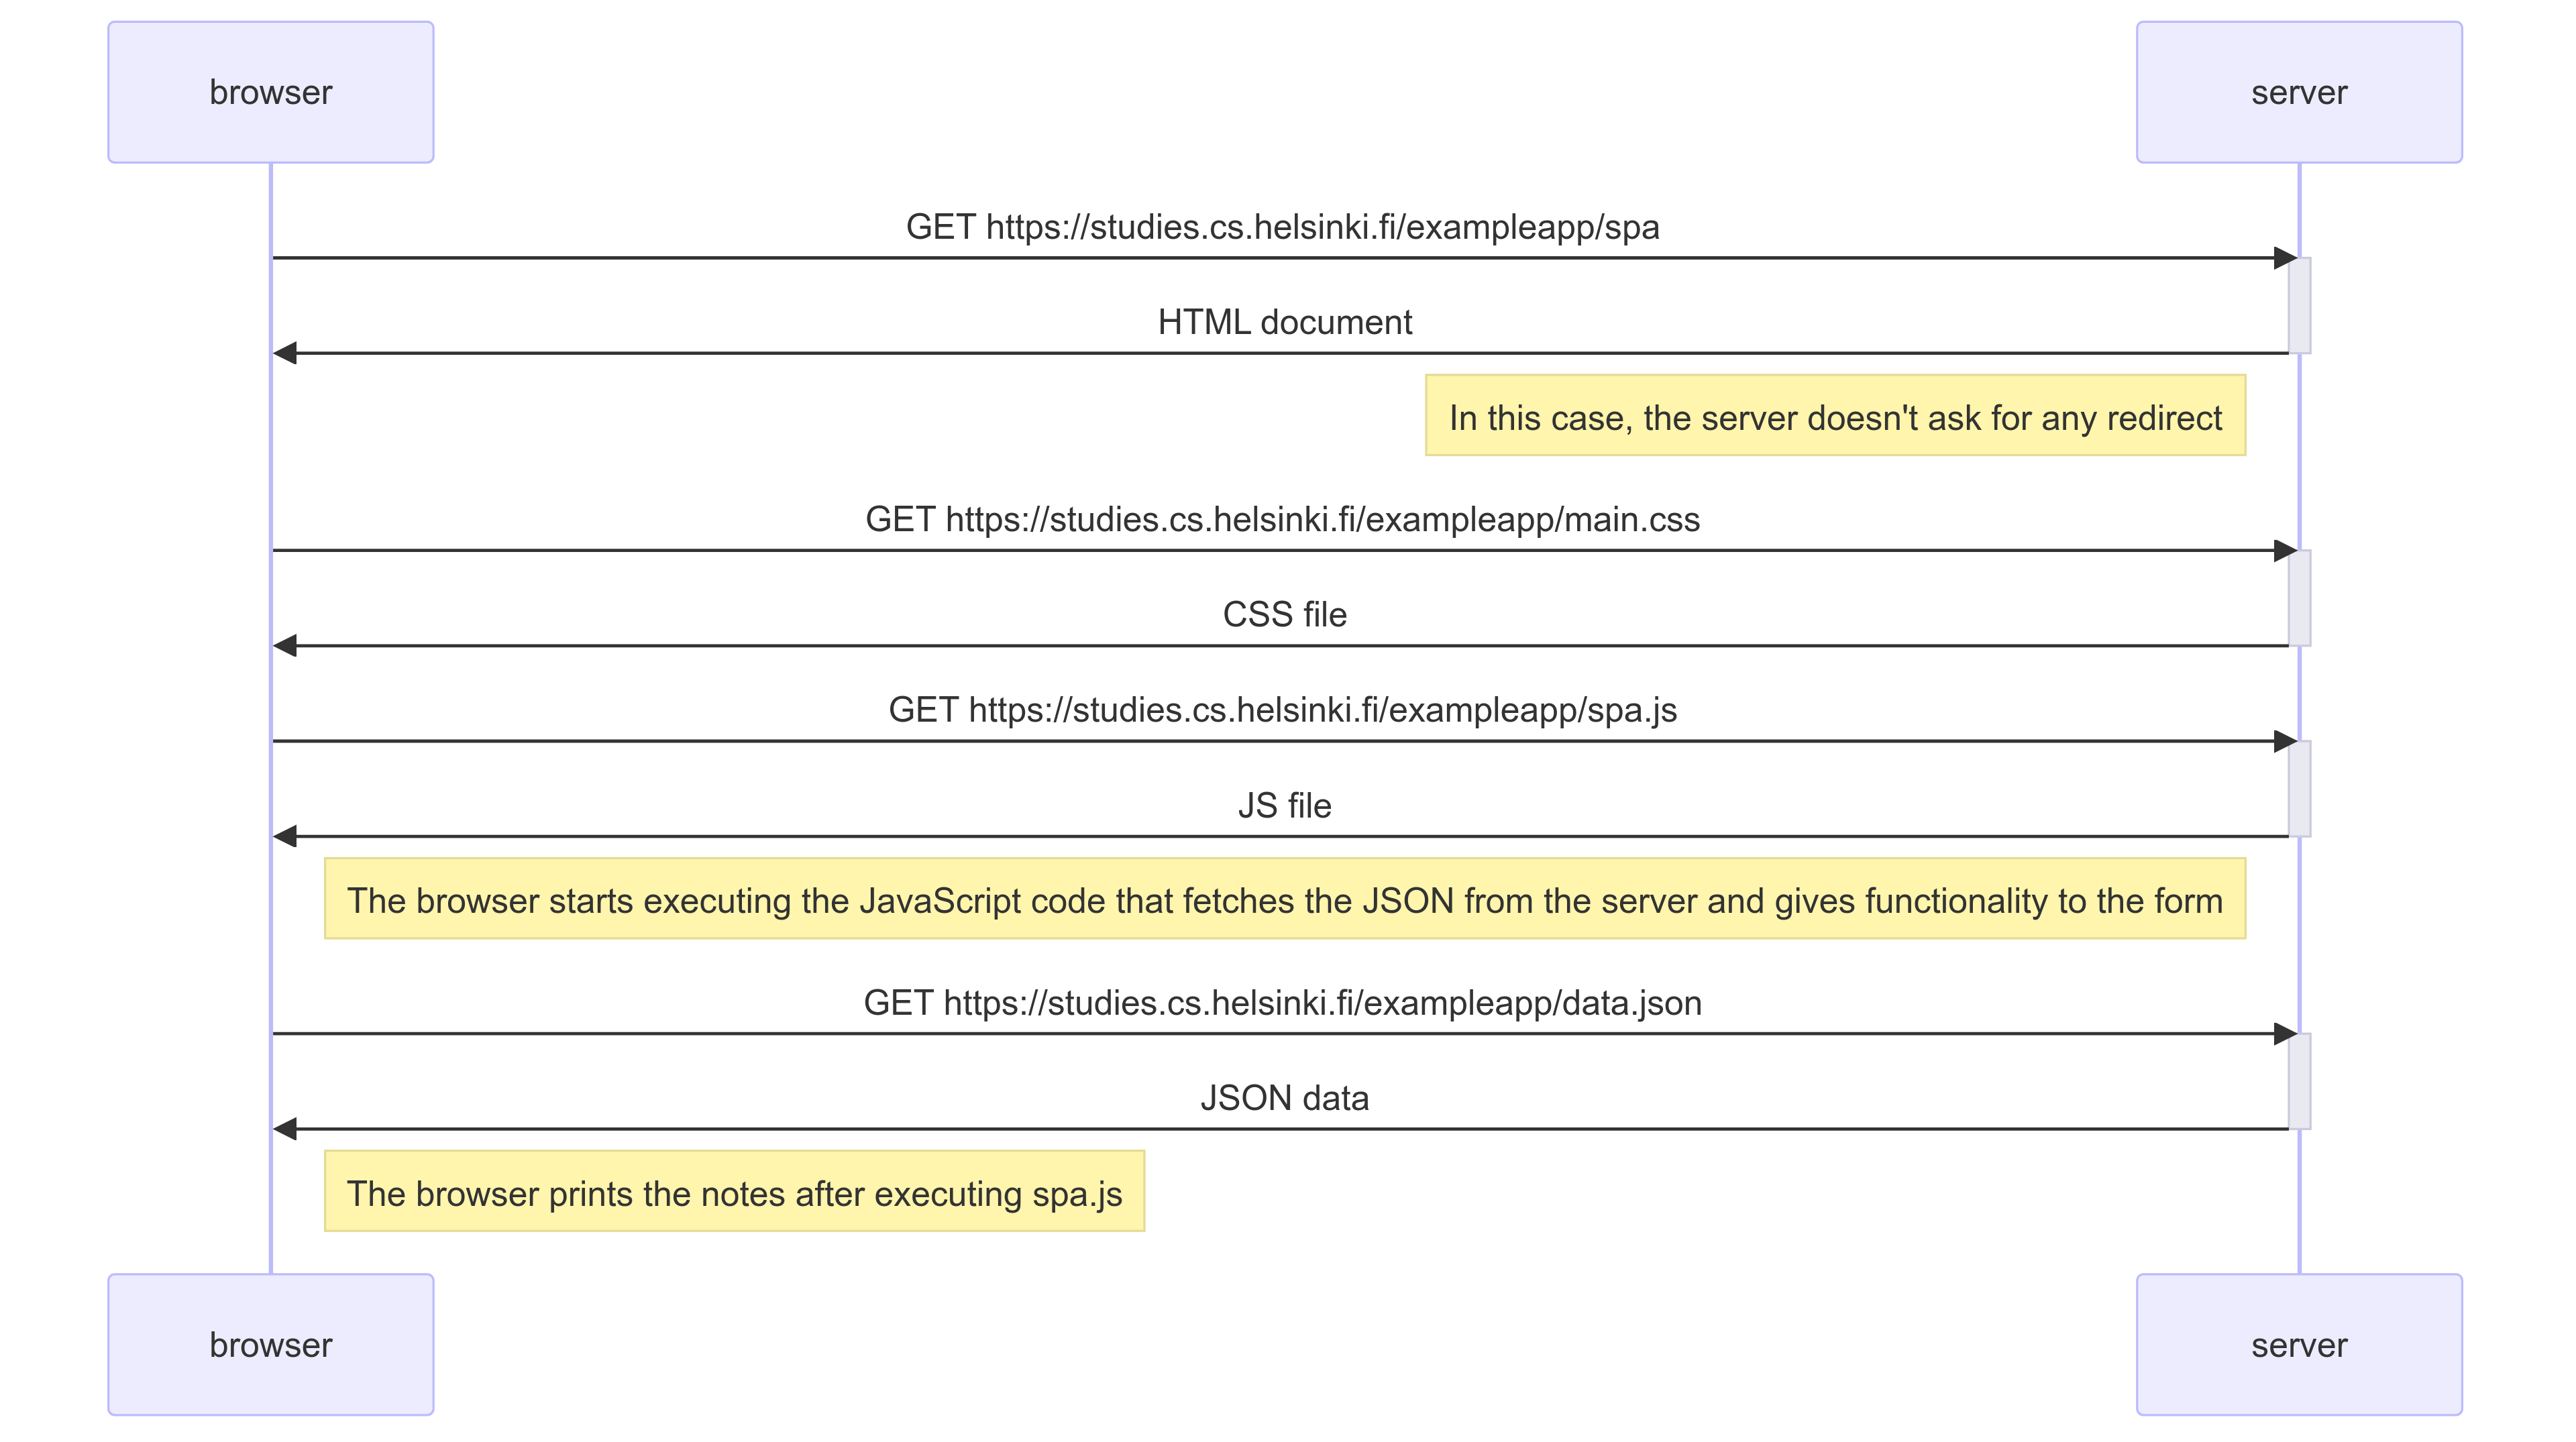 browser
server
GET https://studies.cs.helsinki.fi/exampleapp/spa
HTML document
In this case, the server doesn't ask for any redirect
GET https://studies.cs.helsinki.fi/exampleapp/main.css
CSS file
GET https://studies.cs.helsinki.fi/exampleapp/spa.js
JS file
The browser starts executing the JavaScript code that fetches the JSON from the server and gives functionality to the form
GET https://studies.cs.helsinki.fi/exampleapp/data.json
JSON data
The browser prints the notes after executing spa.js
browser
server